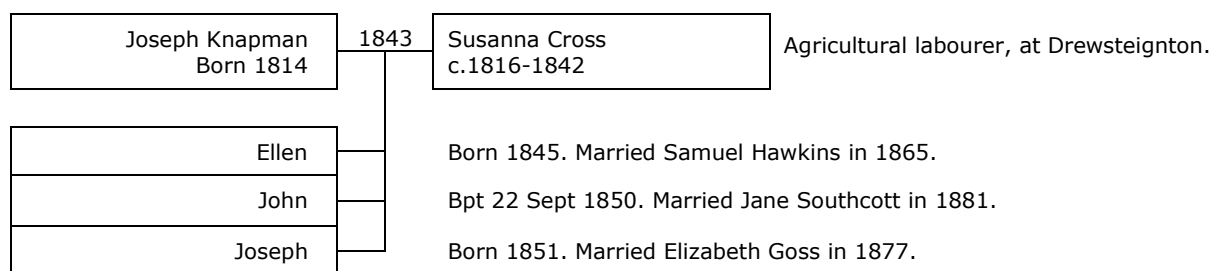 Joseph Knapman 1843 Susanna Cross
Born 1814 c.1816-1842 Agricultural labourer, at Drewsteignton.
Ellen Born 1845. Married Samuel Hawkins in 1865.
John Bpt 22 Sept 1850. Married Jane Southcott in 1881.
Joseph Born 1851. Married Elizabeth Goss in 1877.